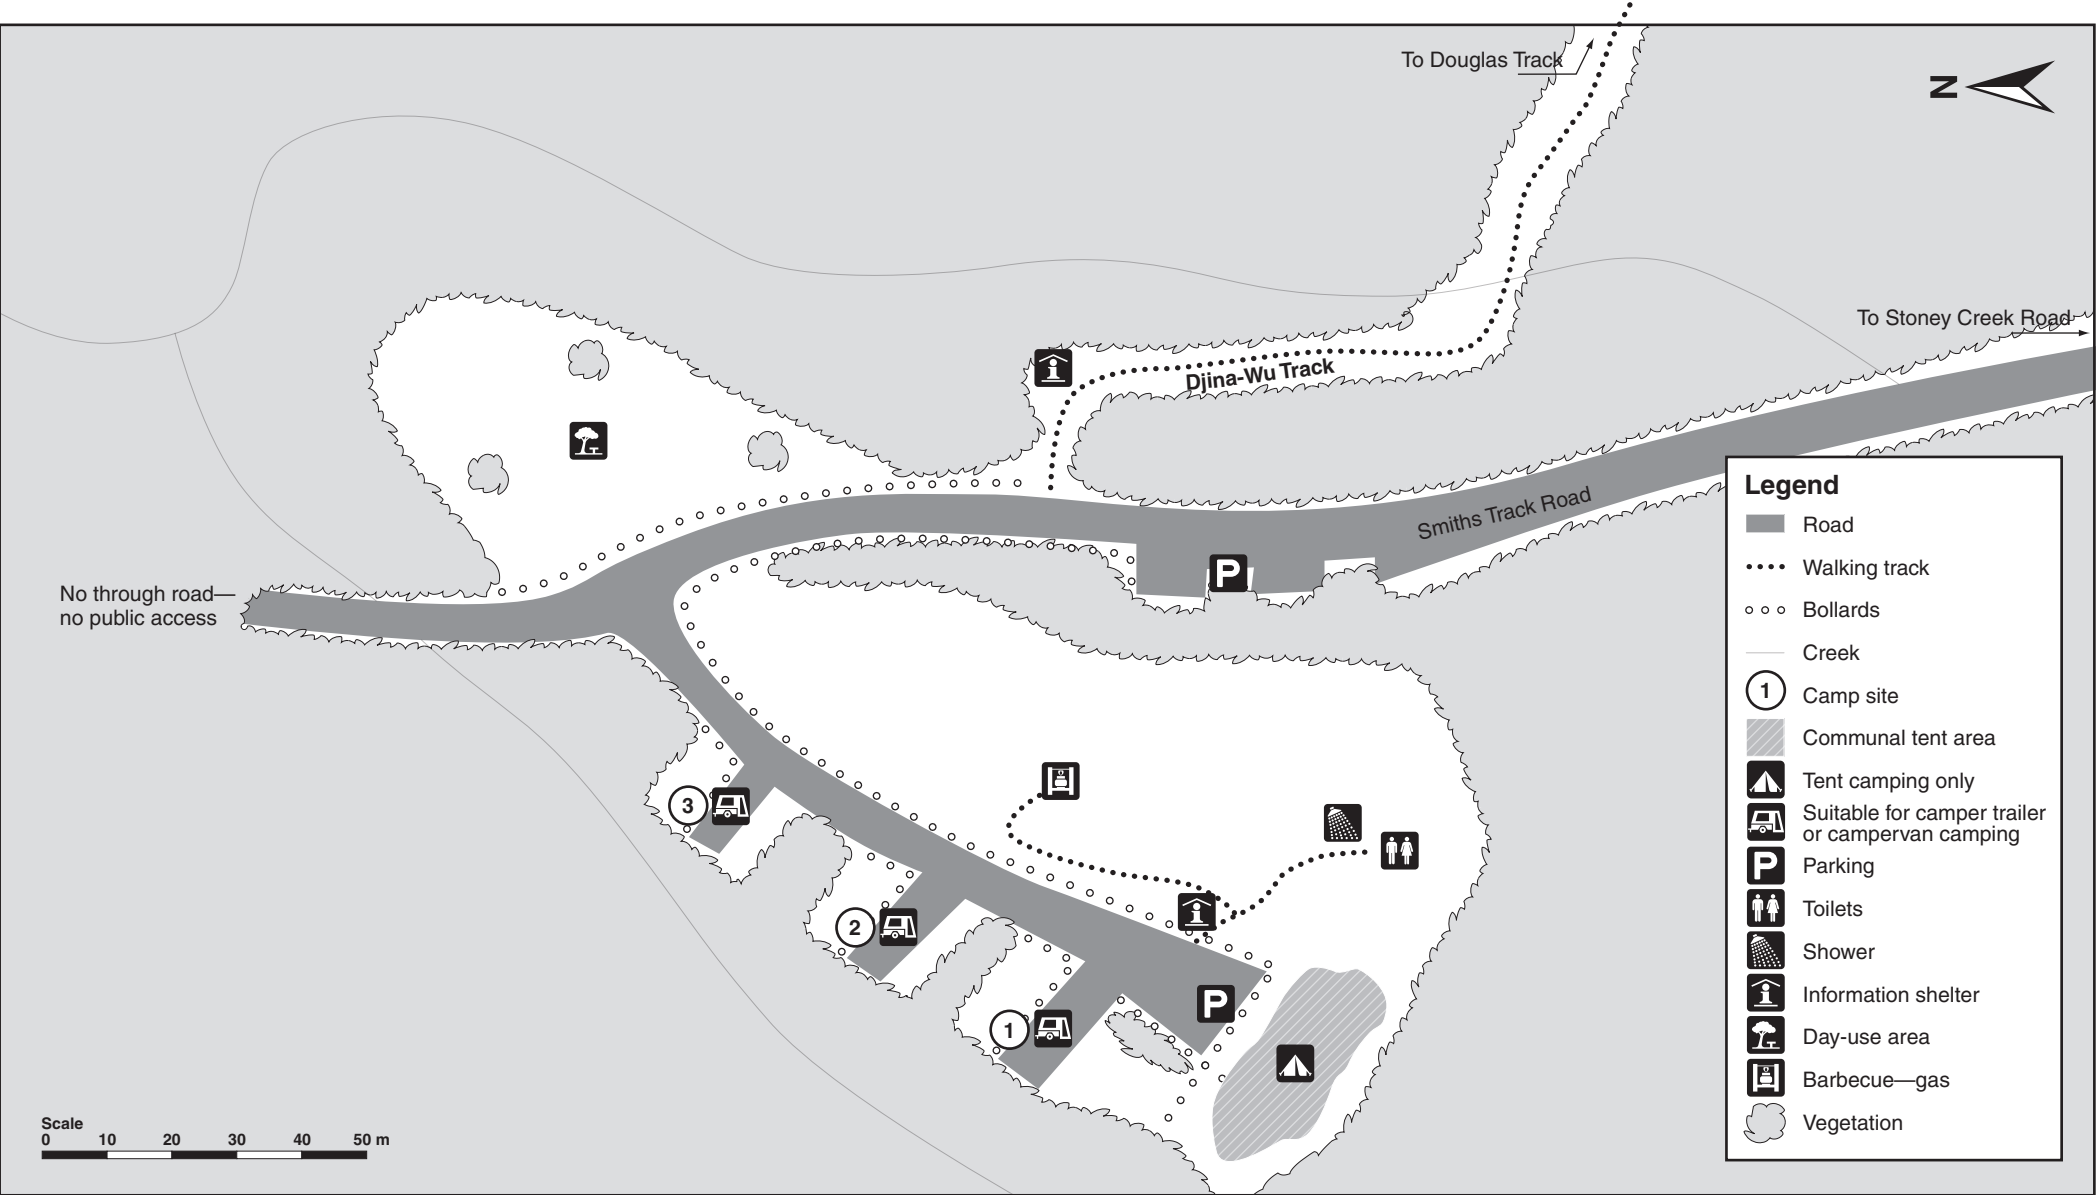 To Douglas Track
N
To Stoney Creek Road
Djina-Wu Track
Smiths Track Road
P
No through road—
no public access
3
2
1
P
Legend
Road
Walking track
Bollards
Creek
1 Camp site
Communal tent area
Tent camping only
Suitable for camper trailer
or campervan camping
P Parking
Toilets
Shower
Information shelter
Day-use area
Barbecue—gas
Vegetation
Scale
0 10 20 30 40 50 m